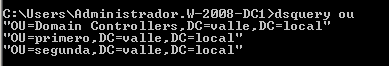 C:\Users\Administrador.W-2008-DC1>dsquery ou
"OU=Domain Controllers,DC=valle,DC=local"
"OU=primero,DC=valle,DC=local"
"OU=segunda,DC=valle,DC=local"